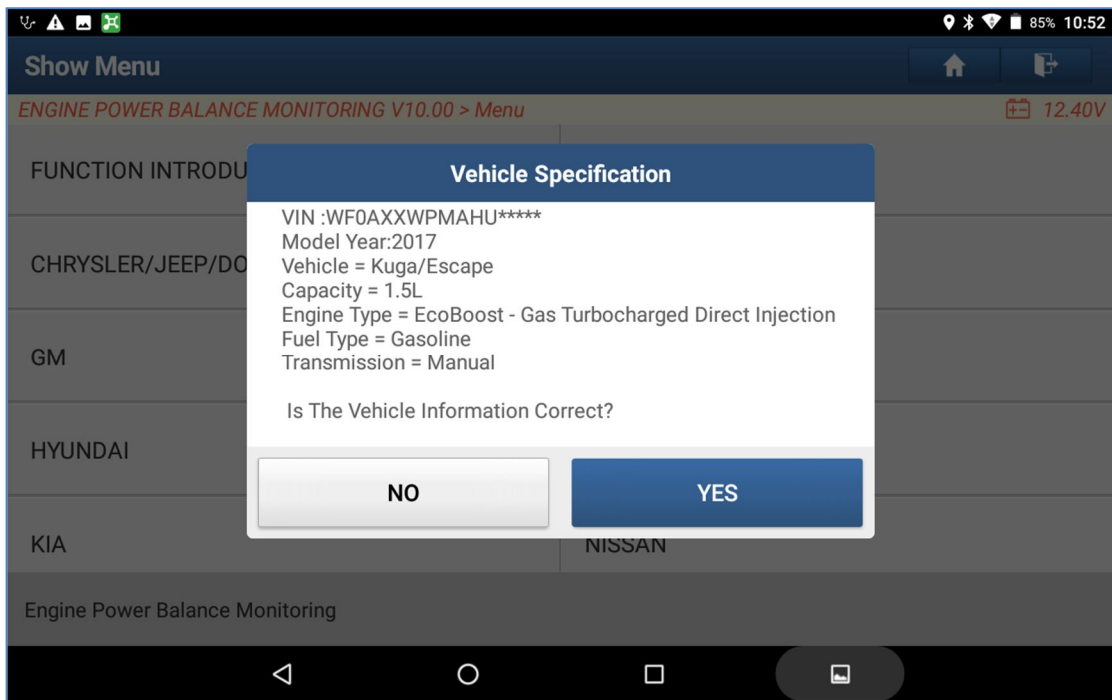 85% 10:52
Show Menu
ENGINE POWER BALANCE MONITORING V10.00 > Menu
12.40V
FUNCTION INTRODU
Vehicle Specification
VIN :WF0AXXWPMAHU*****
Model Year:2017
CHRYSLER/JEEP/DO
Vehicle = Kuga/Escape
Capacity = 1.5L
Engine Type = EcoBoost - Gas Turbocharged Direct Injection
Fuel Type = Gasoline
GM
Transmission = Manual
Is The Vehicle Information Correct?
HYUNDAI
NO
YES
KIA
NISSAN
Engine Power Balance Monitoring